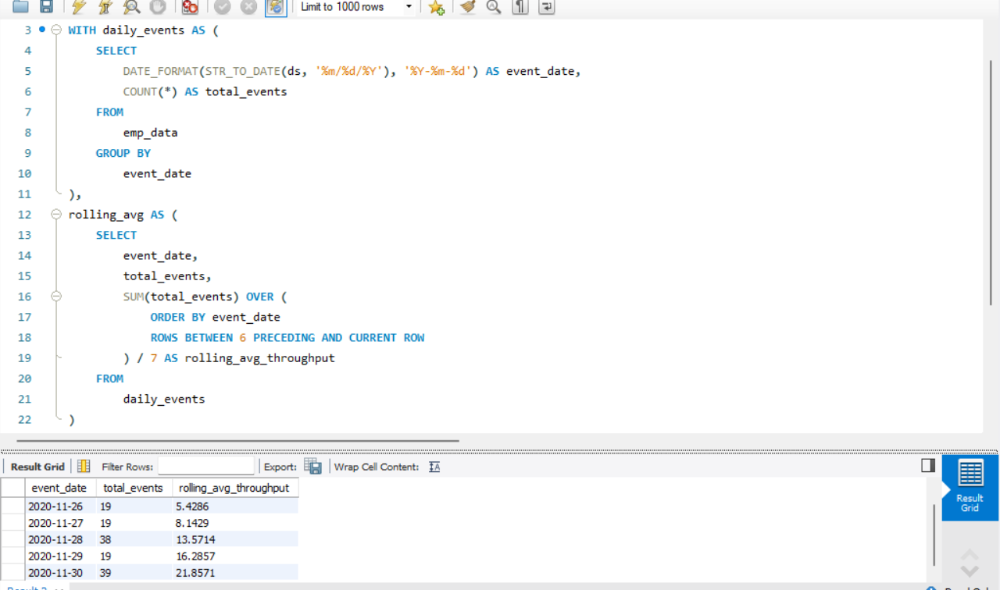 Limit to 1000 rows
3 WITH daily_events AS (
4 SELECT
5 DATE_FORMAT(STR_TO_DATE(ds, '%m/%d/%Y'), '%Y-%m-%d') AS event_date,
6 COUNT(*) AS total_events
7 FROM
8 emp_data
9 GROUP BY
10 event_date
11 ),
12 rolling_avg AS (
13 SELECT
14 event_date,
15 total_events,
16 SUM(total_events) OVER (
17 ORDER BY event_date
18 ROWS BETWEEN 6 PRECEDING AND CURRENT ROW
19 ) / 7 AS rolling_avg_throughput
20 FROM
21 daily_events
22 )
Result Grid Filter Rows: Export: Wrap Cell Content:
event_date total_events rolling_avg_throughput
2020-11-26 19 5.4286
2020-11-27 19 8.1429
2020-11-28 38 13.5714
2020-11-29 19 16.2857
2020-11-30 39 21.8571
Result
Grid